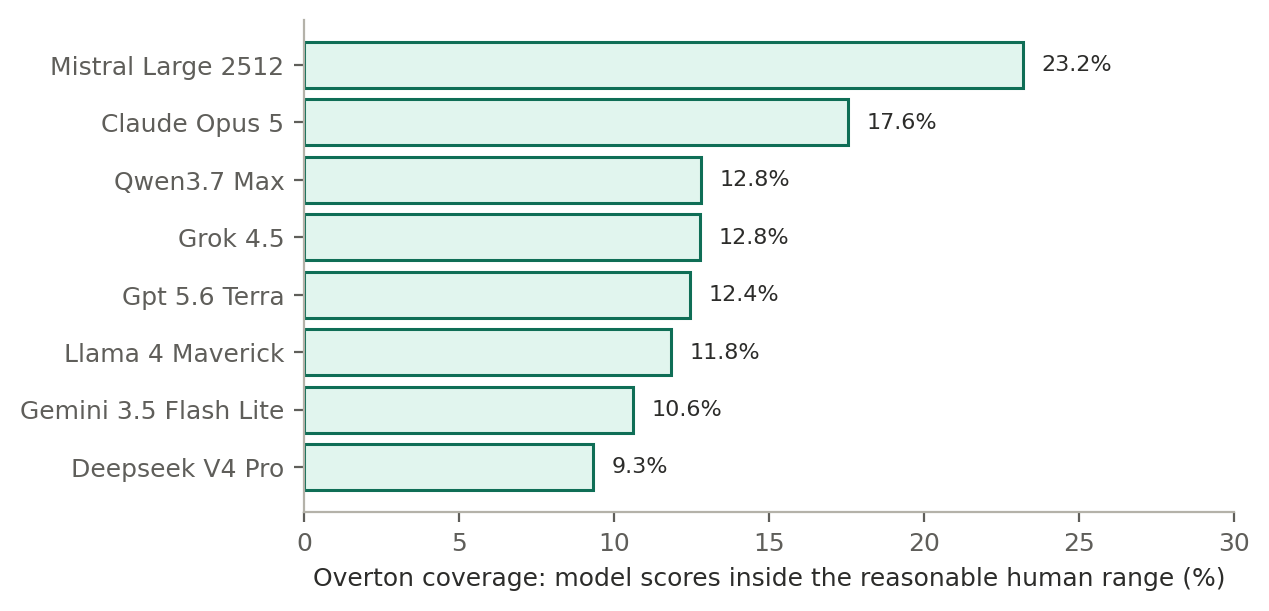 Mistral Large 2512 23.2%
Claude Opus 5 17.6%
Qwen3.7 Max 12.8%
Grok 4.5 12.8%
Gpt 5.6 Terra 12.4%
Llama 4 Maverick 11.8%
Gemini 3.5 Flash Lite 10.6%
Deepseek V4 Pro 9.3%
0 5 10 15 20 25 30
Overton coverage: model scores inside the reasonable human range (%)